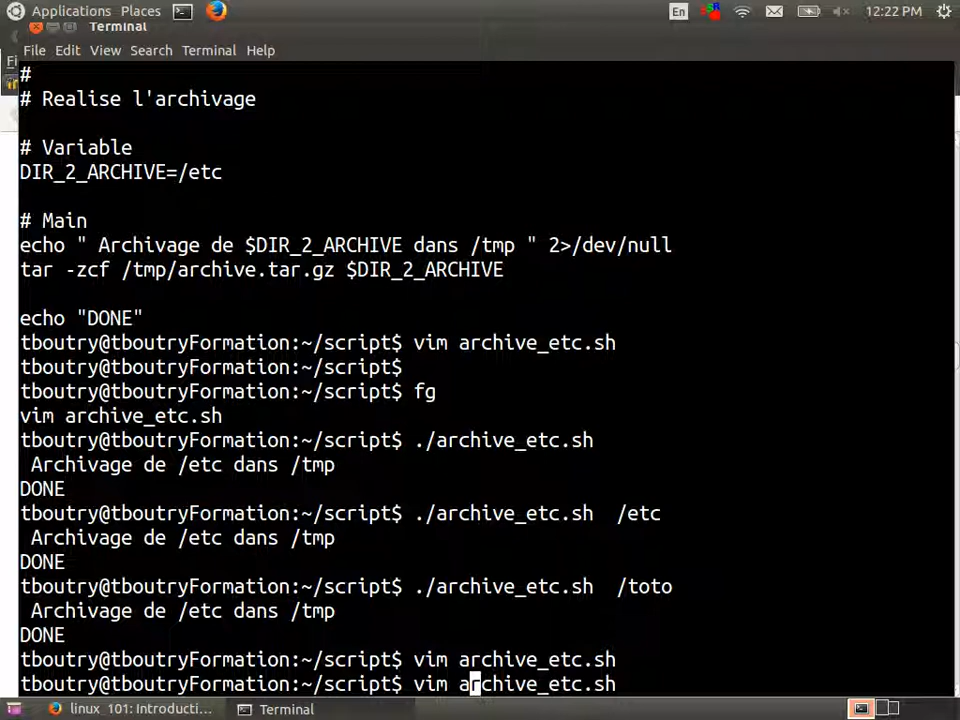 Applications Places
En
12:22 PM
Terminal
File Edit View Search Terminal Help
#
# Realise l'archivage
# Variable
DIR_2_ARCHIVE=/etc
# Main
echo " Archivage de $DIR_2_ARCHIVE dans /tmp " 2>/dev/null
tar -zcf /tmp/archive.tar.gz $DIR_2_ARCHIVE
echo "DONE"
tboutry@tboutryFormation:~/script$ vim archive_etc.sh
tboutry@tboutryFormation:~/script$
tboutry@tboutryFormation:~/script$ fg
vim archive_etc.sh
tboutry@tboutryFormation:~/script$ ./archive_etc.sh
Archivage de /etc dans /tmp
DONE
tboutry@tboutryFormation:~/script$ ./archive_etc.sh  /etc
Archivage de /etc dans /tmp
DONE
tboutry@tboutryFormation:~/script$ ./archive_etc.sh  /toto
Archivage de /etc dans /tmp
DONE
tboutry@tboutryFormation:~/script$ vim archive_etc.sh
tboutry@tboutryFormation:~/script$ vim archive_etc.sh
linux_101: Introducti... Terminal